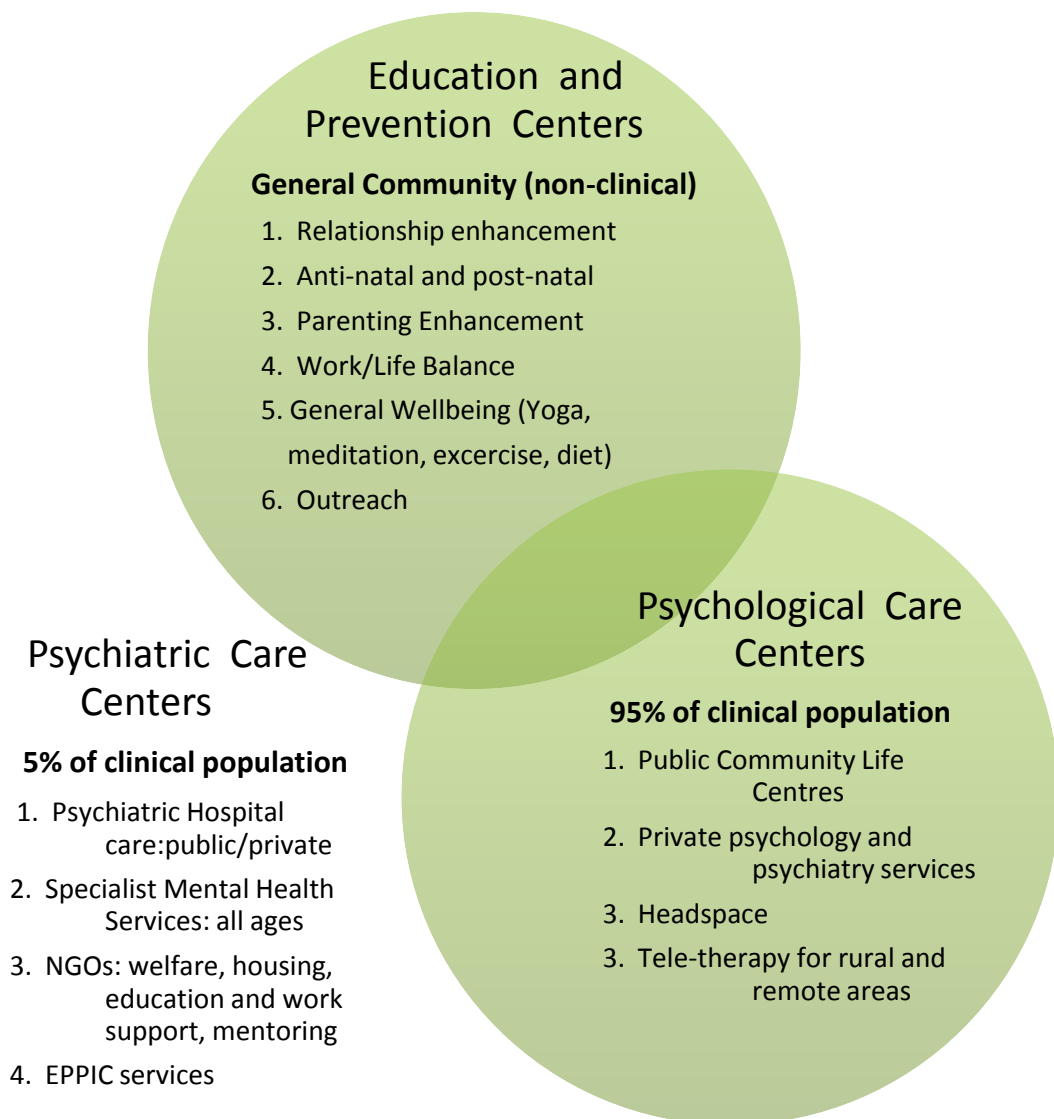 Education and
Prevention Centers
General Community (non-clinical)
1. Relationship enhancement
2. Anti-natal and post-natal
3. Parenting Enhancement
4. Work/Life Balance
5. General Wellbeing (Yoga,
meditation, excercise, diet)
6. Outreach
Psychological Care
Centers
95% of clinical population
1. Public Community Life
Centres
2. Private psychology and
psychiatry services
3. Headspace
3. Tele-therapy for rural and
remote areas
Psychiatric Care
Centers
5% of clinical population
1. Psychiatric Hospital
care:public/private
2. Specialist Mental Health
Services: all ages
3. NGOs: welfare, housing,
education and work
support, mentoring
4. EPPIC services